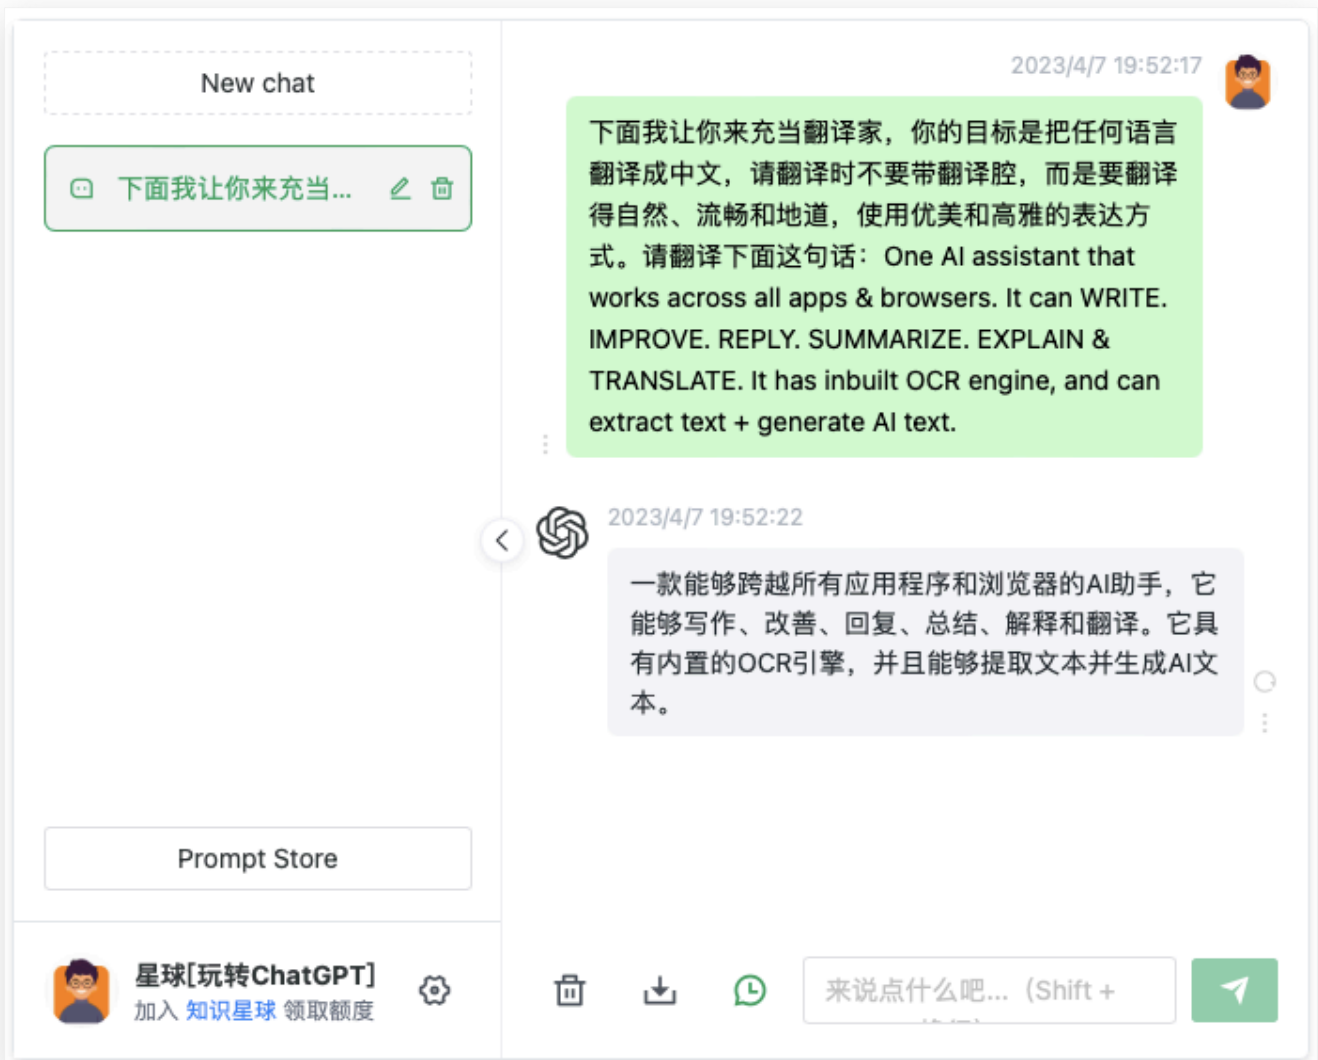 New chat
下面我让你来充当...
Prompt Store
星球[玩转ChatGPT]
加入 知识星球 领取额度
2023/4/7 19:52:17
下面我让你来充当翻译家，你的目标是把任何语言
翻译成中文，请翻译时不要带翻译腔，而是要翻译
得自然、流畅和地道，使用优美和高雅的表达方
式。请翻译下面这句话：One AI assistant that
works across all apps & browsers. It can WRITE.
IMPROVE. REPLY. SUMMARIZE. EXPLAIN &
TRANSLATE. It has inbuilt OCR engine, and can
extract text + generate AI text.
2023/4/7 19:52:22
一款能够跨越所有应用程序和浏览器的AI助手，它
能够写作、改善、回复、总结、解释和翻译。它具
有内置的OCR引擎，并且能够提取文本并生成AI文
本。
来说点什么吧...（Shift +